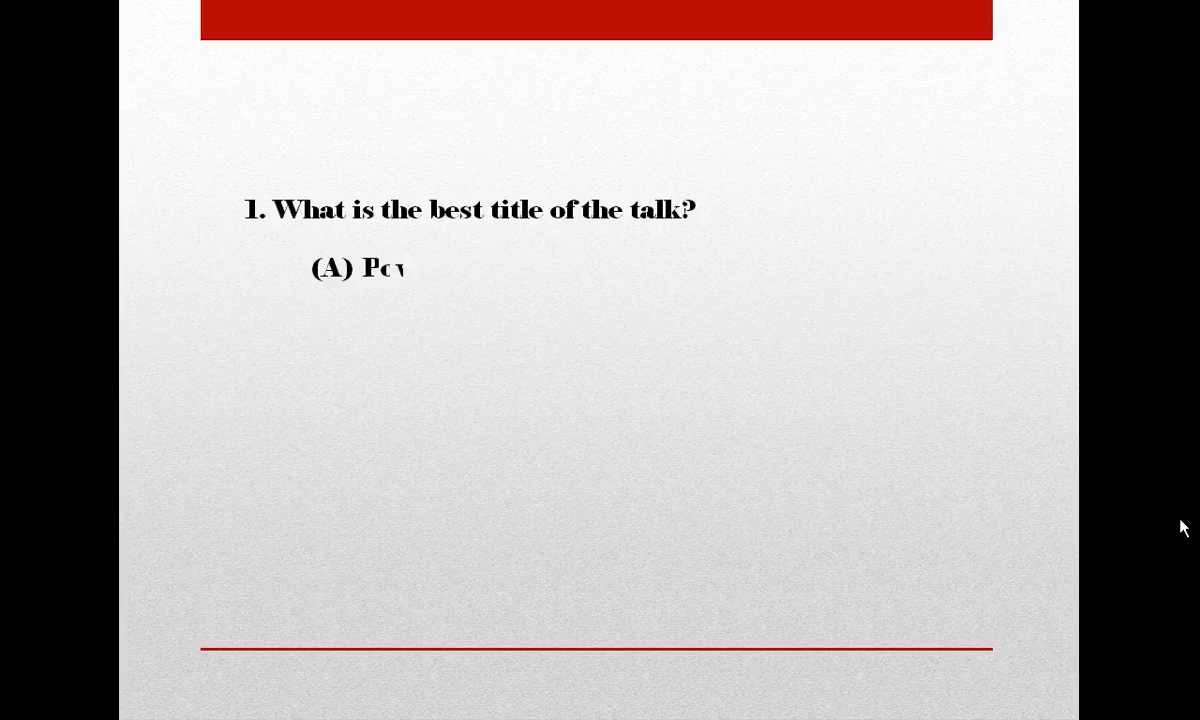 1. What is the best title of the talk?
(A)